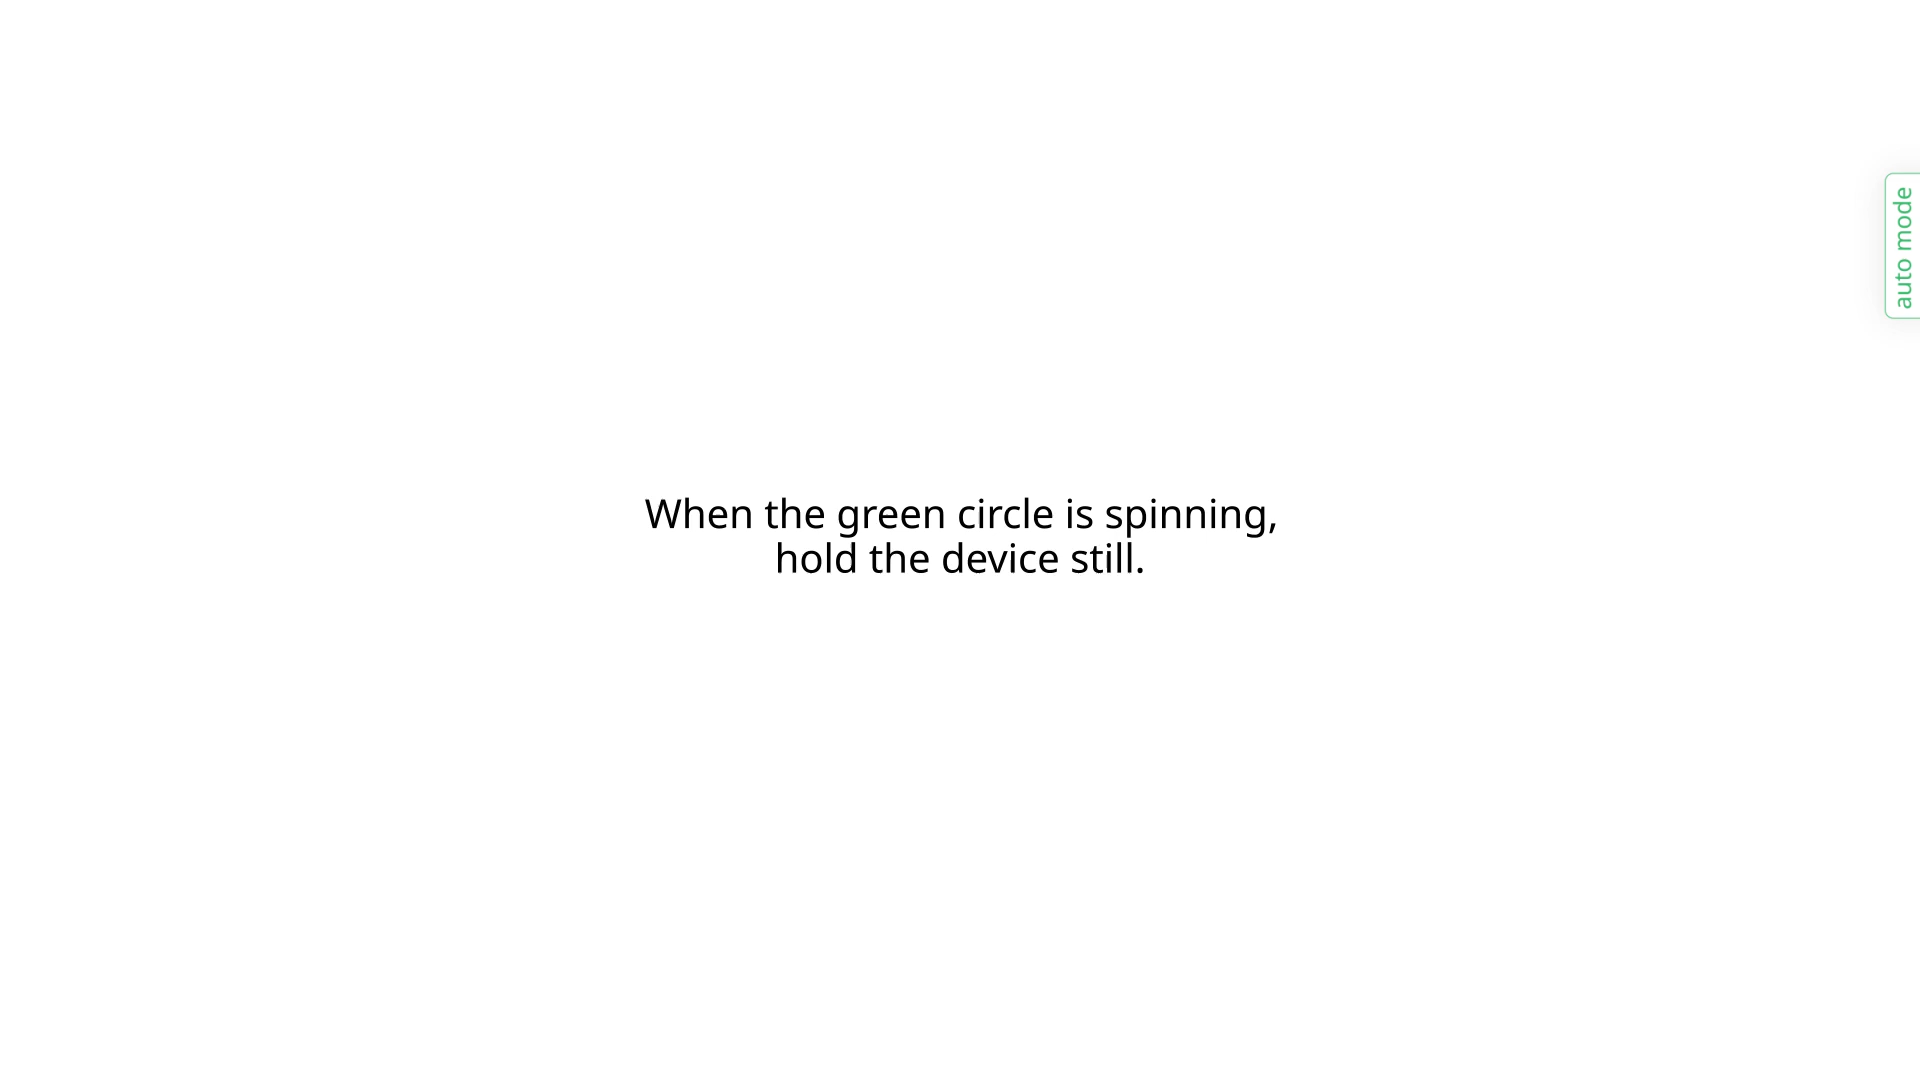 When the green circle is spinning,
hold the device still.
auto mode